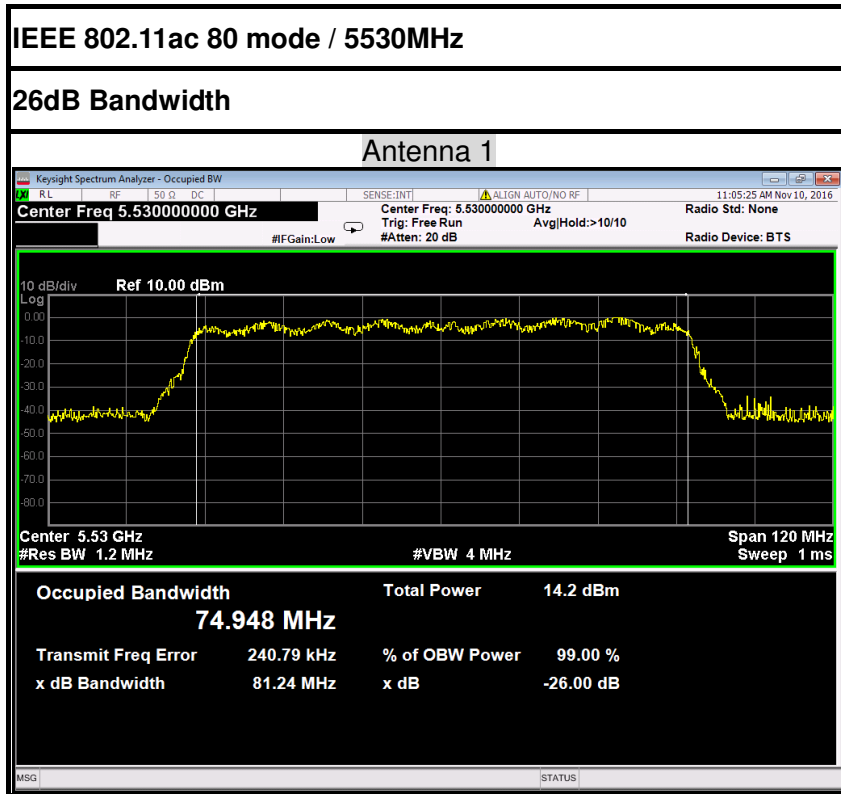 IEEE 802.11ac 80 mode / 5530MHz
26dB Bandwidth
Antenna 1
Keysight Spectrum Analyzer - Occupied BW
LXI RL RF 50 Ω DC SENSE:INT ALIGN AUTO/NO RF 11:05:25 AM Nov 10, 2016
Center Freq 5.530000000 GHz Center Freq: 5.530000000 GHz Radio Std: None
Trig: Free Run Avg|Hold:>10/10
#IFGain:Low #Atten: 20 dB Radio Device: BTS
10 dB/div Ref 10.00 dBm
Log
0.00
-10.0
-20.0
-30.0
-40.0
-50.0
-60.0
-70.0
-80.0
Center 5.53 GHz Span 120 MHz
#Res BW 1.2 MHz #VBW 4 MHz Sweep 1 ms
Occupied Bandwidth Total Power 14.2 dBm
74.948 MHz
Transmit Freq Error 240.79 kHz % of OBW Power 99.00 %
x dB Bandwidth 81.24 MHz x dB -26.00 dB
MSG STATUS